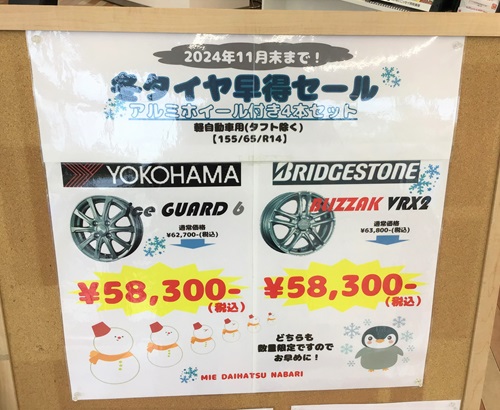 2024年11月末まで!
冬タイヤ早得セール
アルミホイール付き4本セット
軽自動車用(タフト除く)
【155/65/R14】
YOKOHAMA
ice GUARD 6
通常価格
¥62,700-(税込)
¥58,300-
(税込)
BRIDGESTONE
BLIZZAK VRX2
通常価格
¥63,800-(税込)
¥58,300-
(税込)
どちらも
数量限定ですので
お早めに!
MIE DAIHATSU NABARI